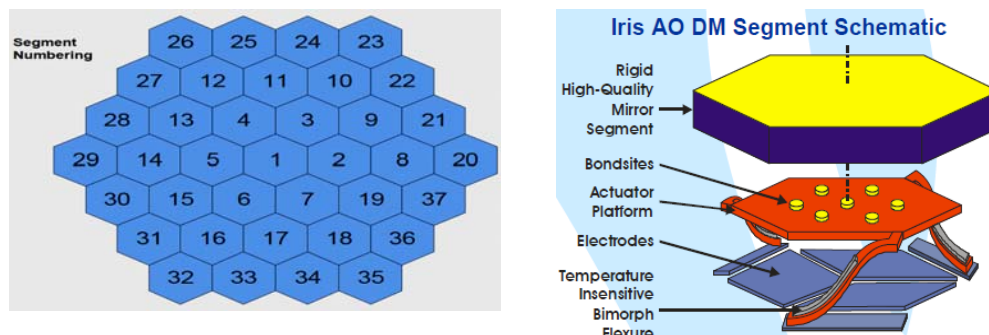 Segment
Numbering
26 25 24 23
27 12 11 10 22
28 13 4 3 9 21
29 14 5 1 2 8 20
30 15 6 7 19 37
31 16 17 18 36
32 33 34 35
Iris AO DM Segment Schematic
Rigid
High-Quality
Mirror
Segment
Bondsites
Actuator
Platform
Electrodes
Temperature
Insensitive
Bimorph
Flexure